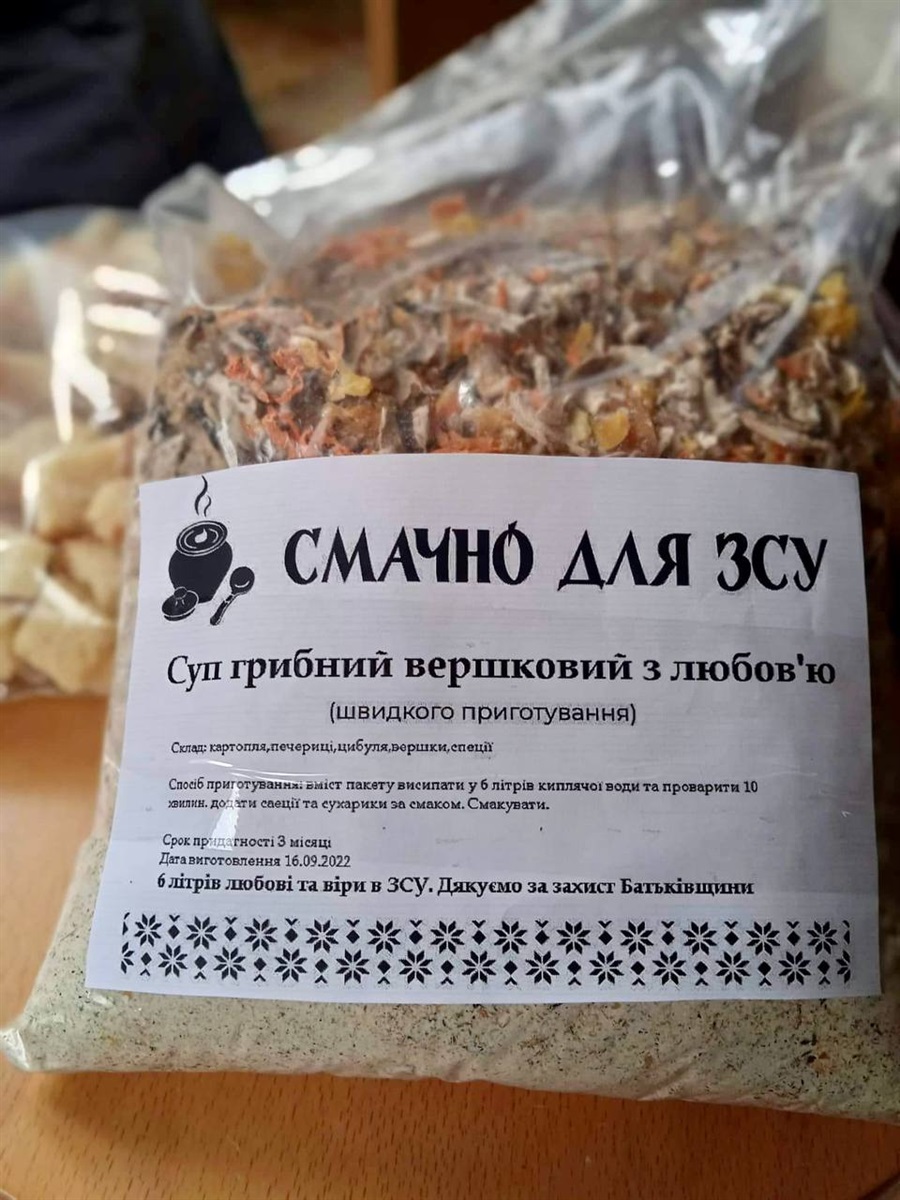 СМАЧНО ДЛЯ ЗСУ
Суп грибний вершковий з любов'ю
(швидкого приготування)
Склад: картопля,печериці,цибуля,вершки,спеції
Спосіб приготування: вміст пакету висипати у 6 літрів киплячої води та проварити 10
хвилин. додати саеції та сухарики за смаком. Смакувати.
Срок придатності 3 місяці
Дата виготовлення 16.09.2022
6 літрів любові та віри в ЗСУ. Дякуємо за захист Батьківщини